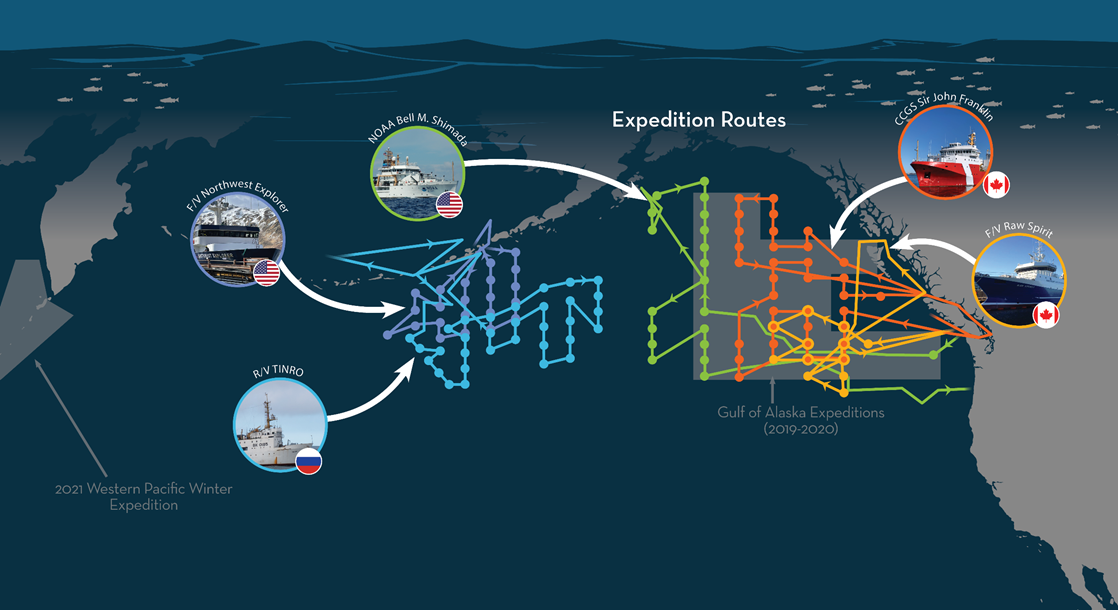 Expedition Routes
CCGS Sir John Franklin
NOAA Bell M. Shimada
F/V Northwest Explorer
F/V Raw Spirit
R/V TINRO
Gulf of Alaska Expeditions
(2019-2020)
2021 Western Pacific Winter
Expedition